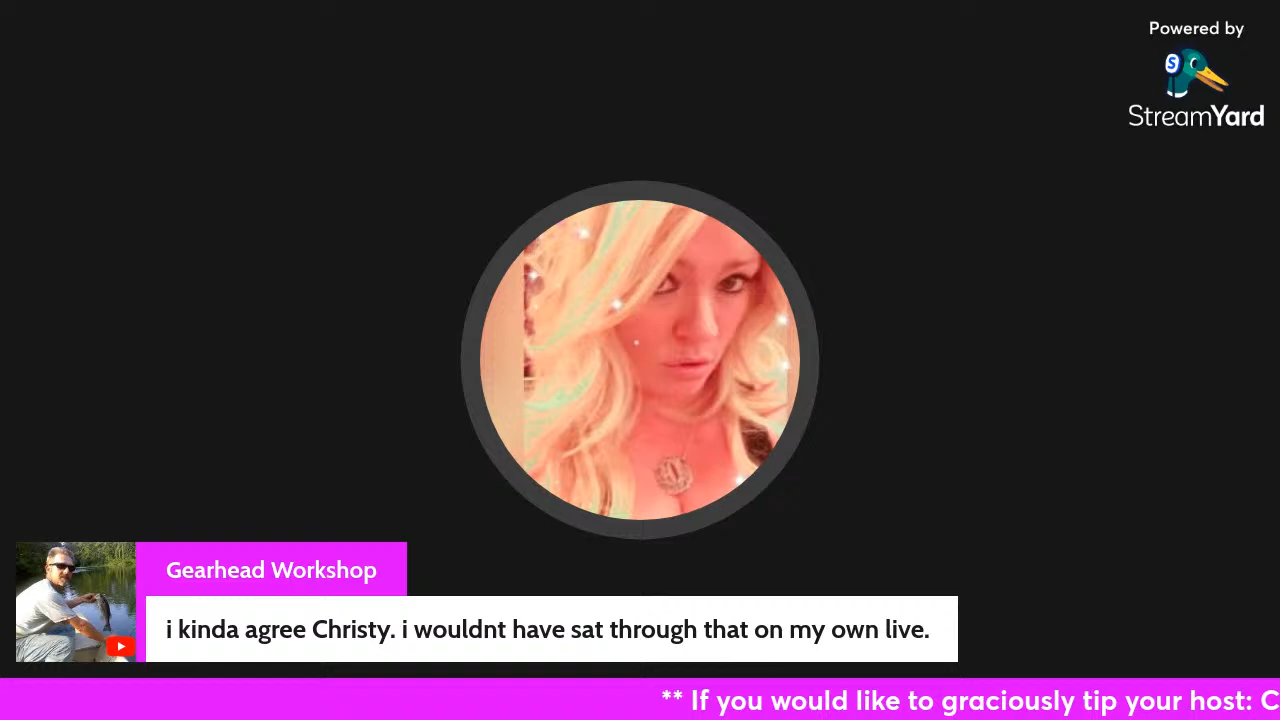 Powered by
S
StreamYard
Gearhead Workshop
i kinda agree Christy. i wouldnt have sat through that on my own live.
** If you would like to graciously tip your host: C